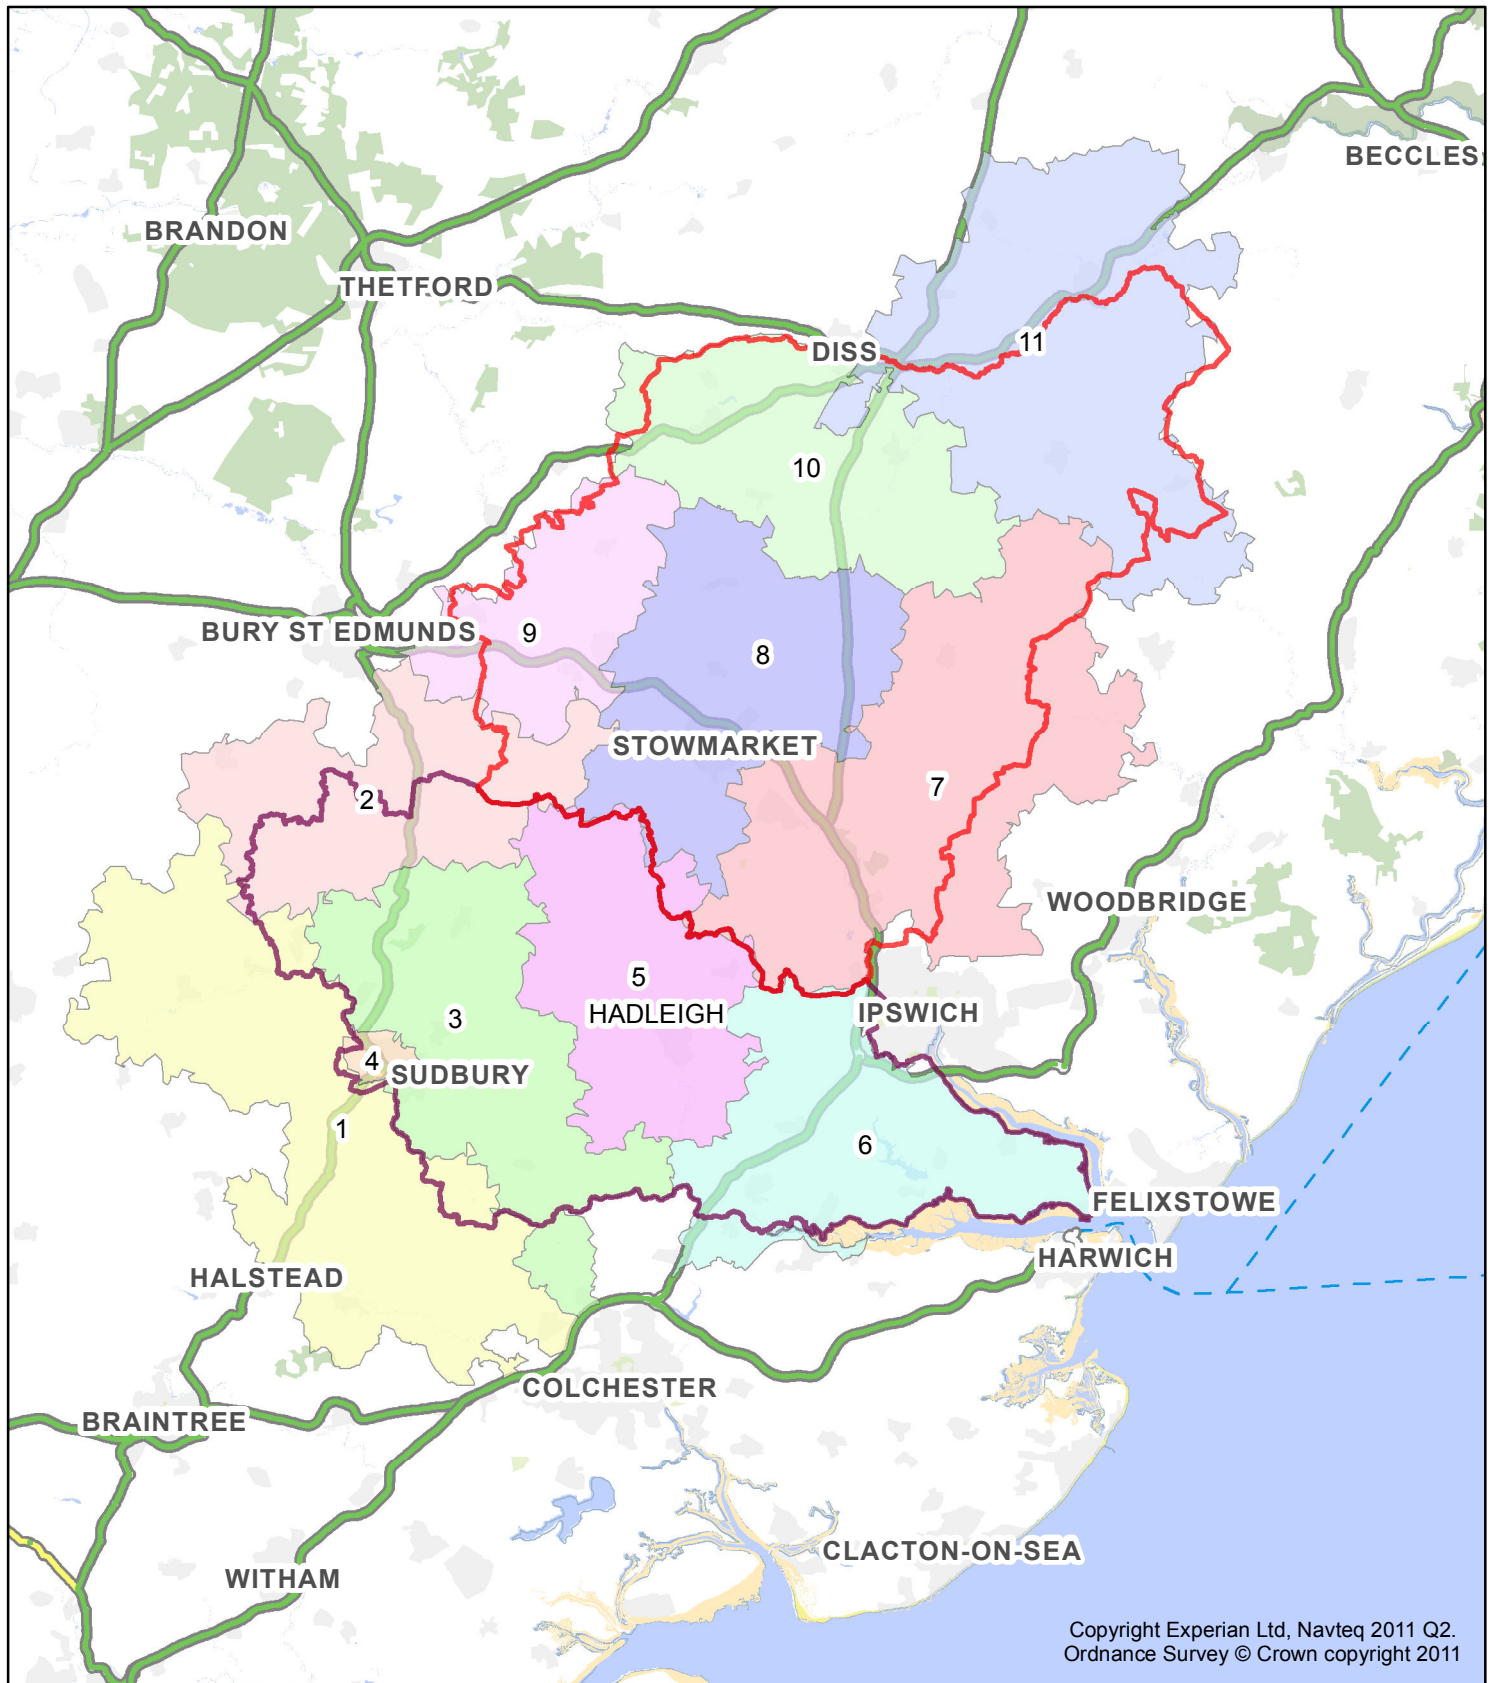 BECCLES
BRANDON
THETFORD
11
DISS
10
BURY ST EDMUNDS
9
8
STOWMARKET
7
2
WOODBRIDGE
5
HADLEIGH
IPSWICH
3
4
SUDBURY
1
6
FELIXSTOWE
HARWICH
HALSTEAD
COLCHESTER
BRAINTREE
CLACTON-ON-SEA
WITHAM
Copyright Experian Ltd, Navteq 2011 Q2.
Ordnance Survey © Crown copyright 2011